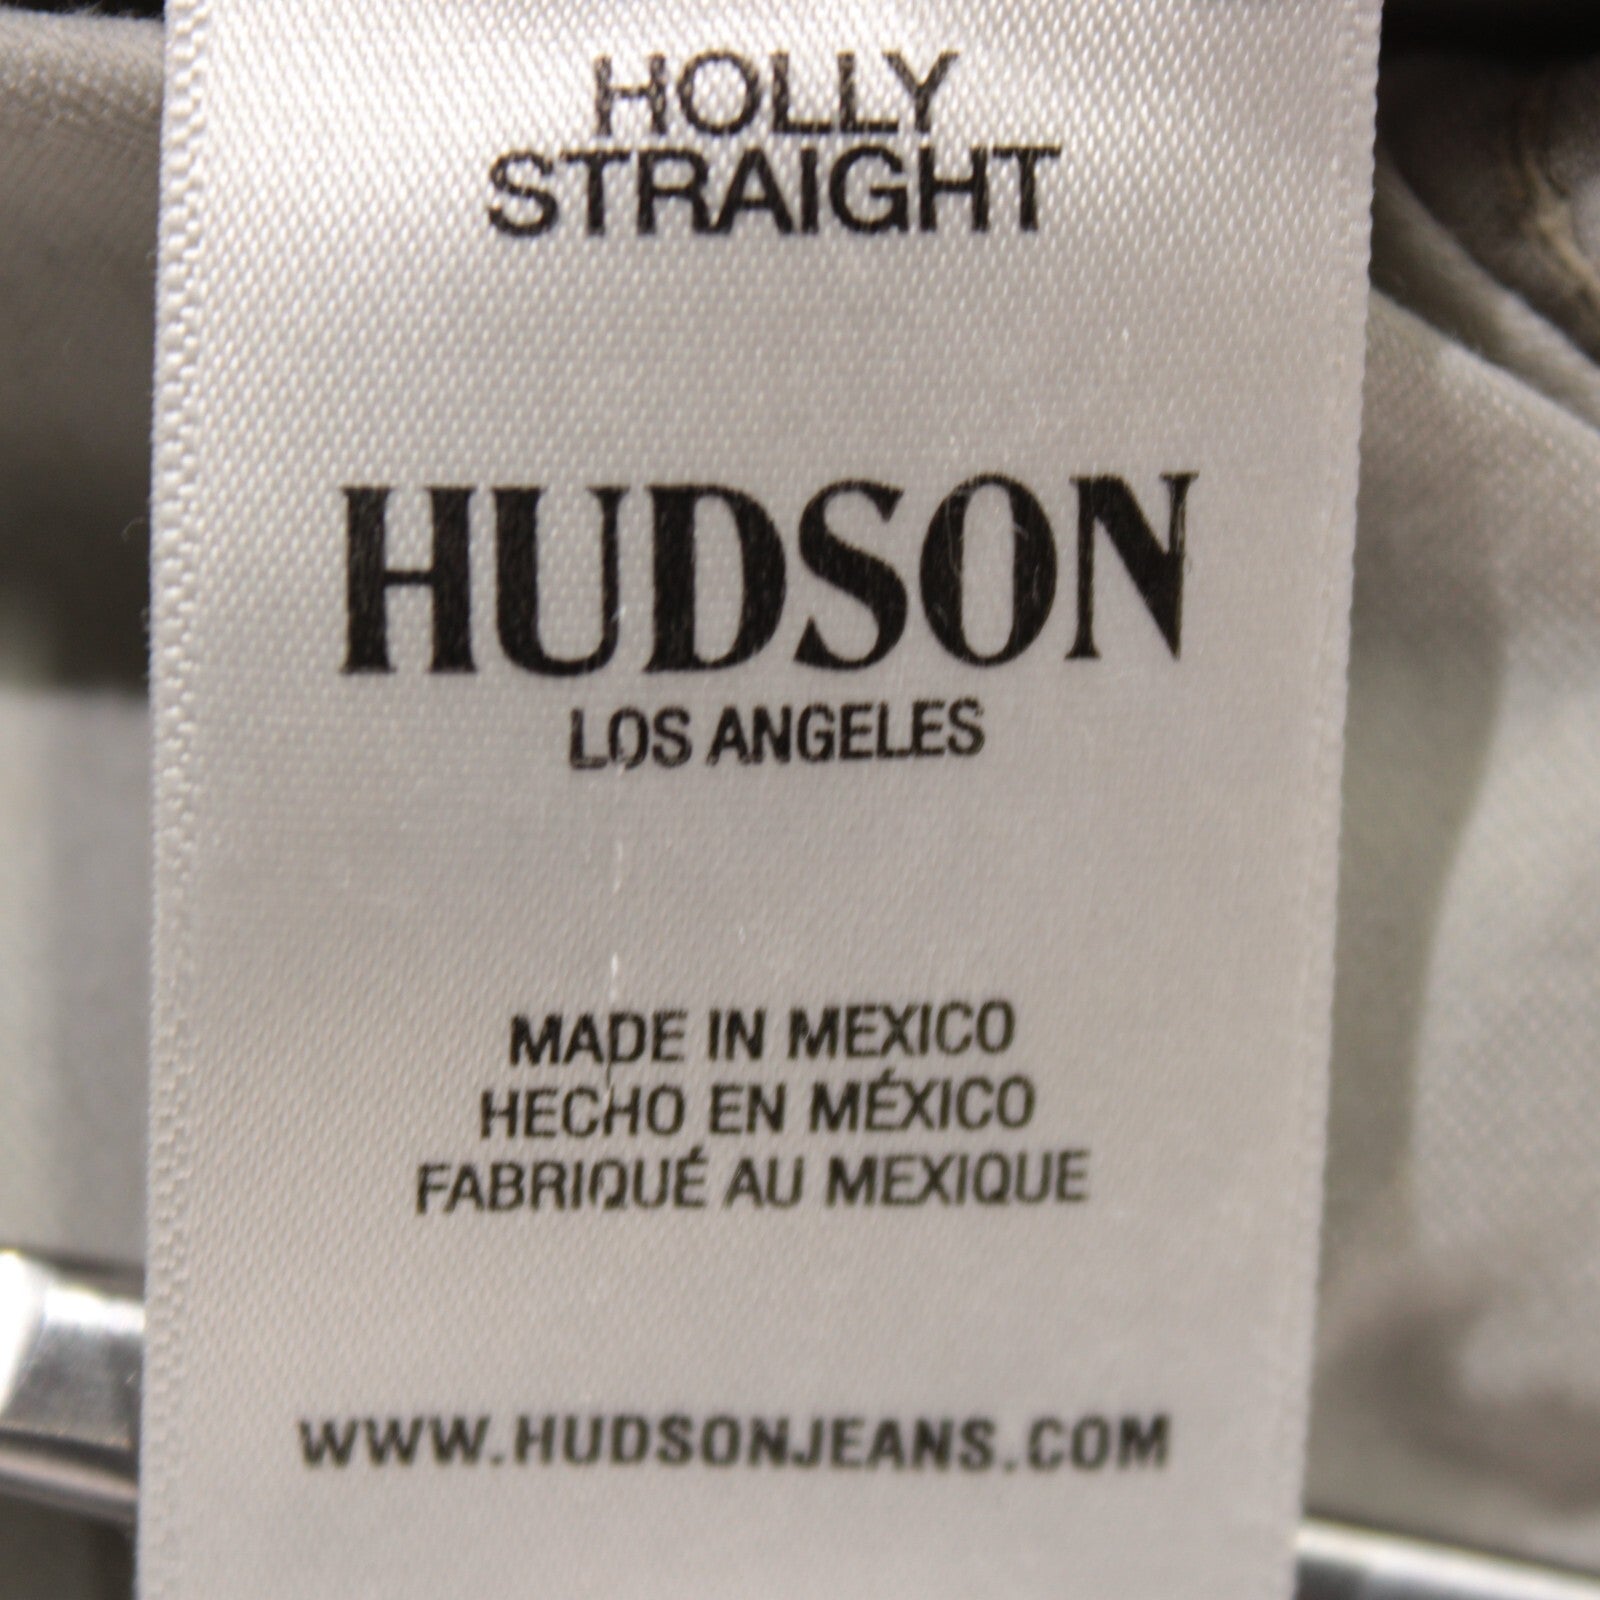 HOLLY
STRAIGHT
HUDSON
LOS ANGELES
MADE IN MEXICO
HECHO EN MÉXICO
FABRIQUÉ AU MEXIQUE
WWW.HUDSONJEANS.COM